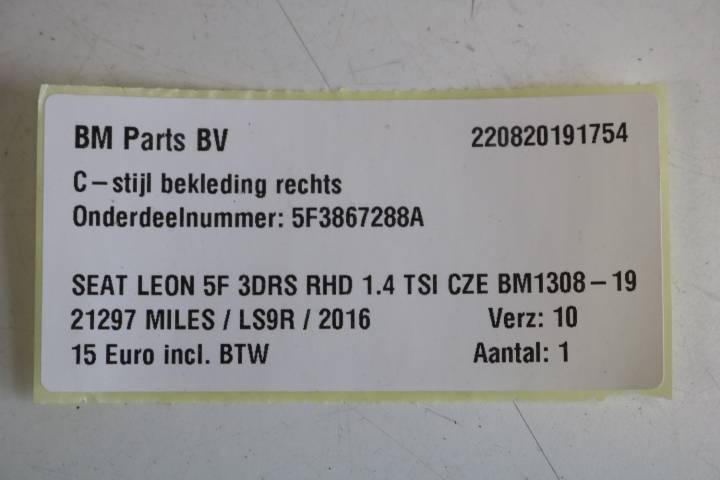 BM Parts BV 220820191754
C-stijl bekleding rechts
Onderdeelnummer: 5F3867288A
SEAT LEON 5F 3DRS RHD 1.4 TSI CZE BM1308-19
21297 MILES / LS9R / 2016 Verz: 10
15 Euro incl. BTW Aantal: 1